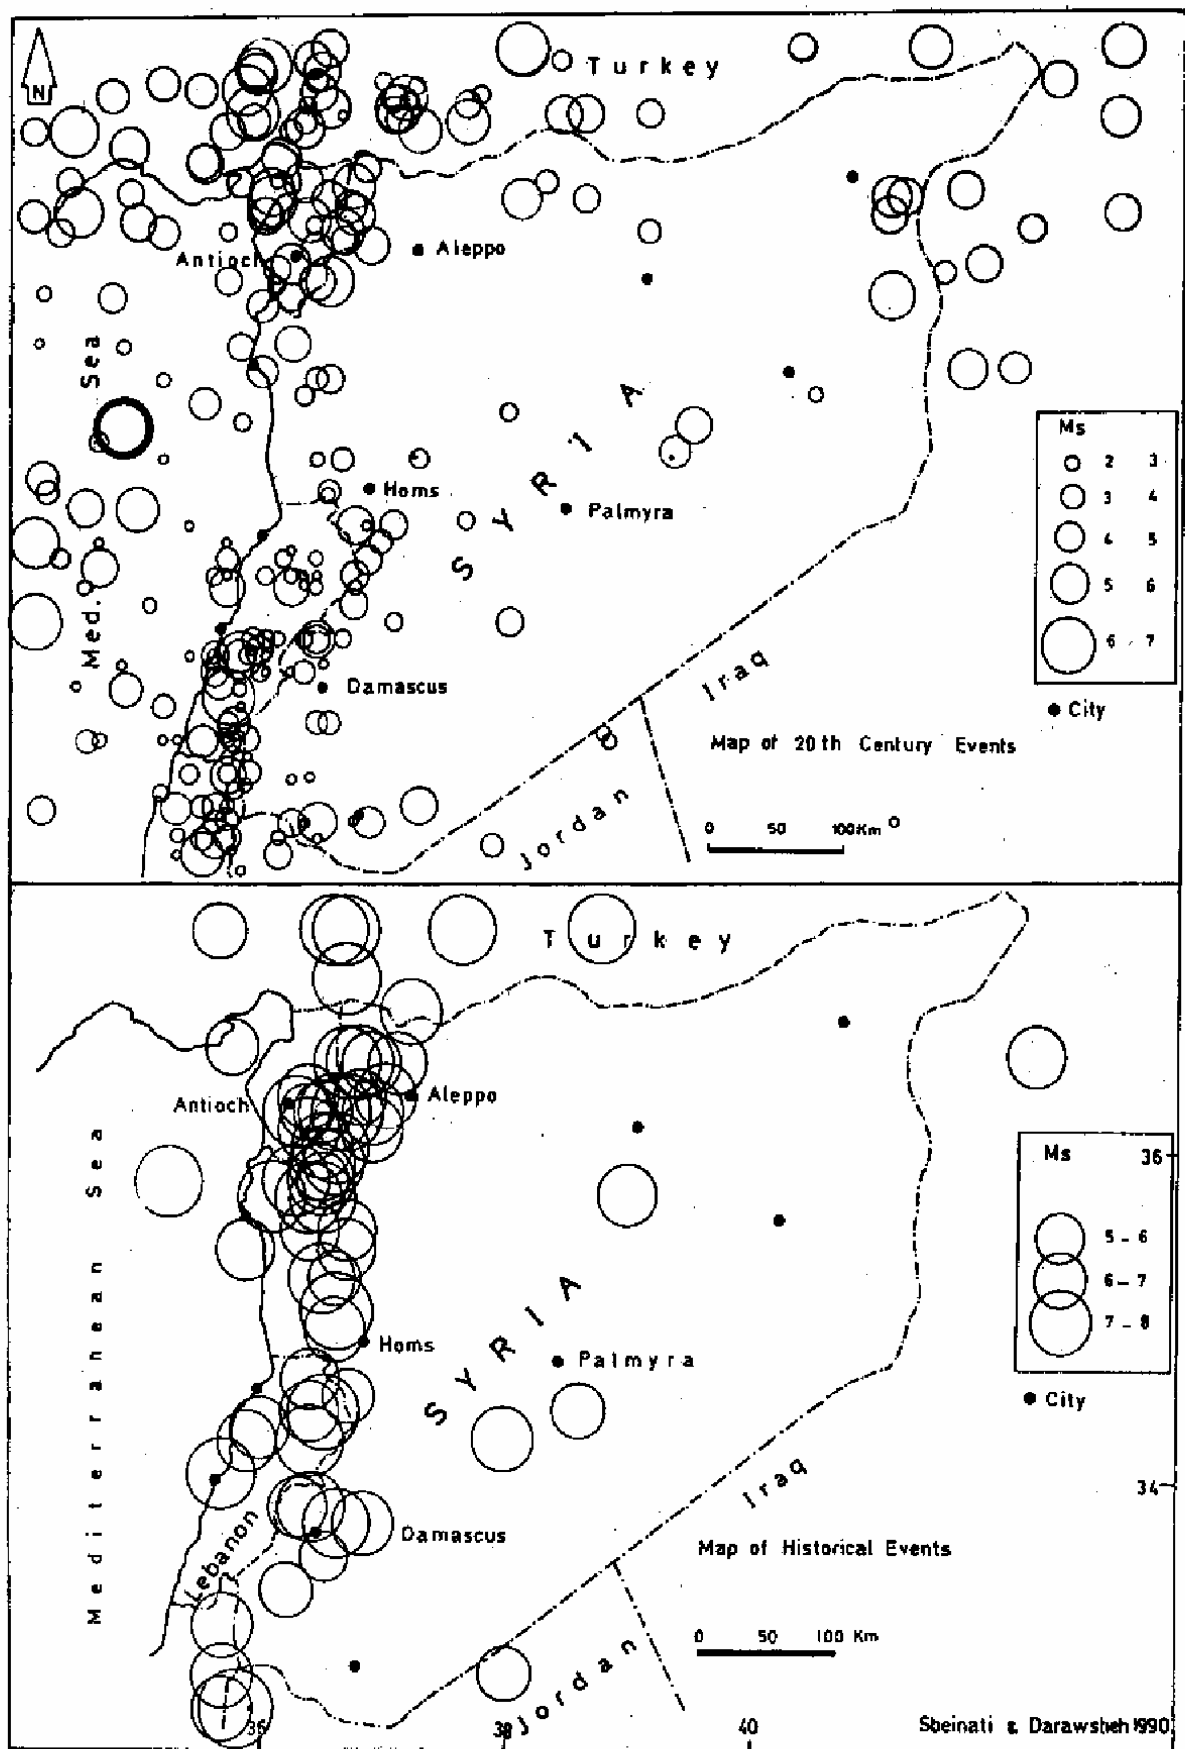 N
Turkey
Aleppo
Antioch
Med. Sea
SYRIA
Homs
Palmyra
Damascus
Iraq
Jordan
Ms
2 3
3 4
4 5
5 6
6 - 7
City
Map of 20th Century Events
0 50 100Km
Turkey
Antioch
Aleppo
Mediterranean Sea
SYRIA
Homs
Palmyra
Damascus
Lebanon
Iraq
Jordan
Ms
36
5 - 6
6 - 7
7 - 8
City
34
Map of Historical Events
0 50 100 Km
36 38 40
Sbeinati & Darawsheh 1990